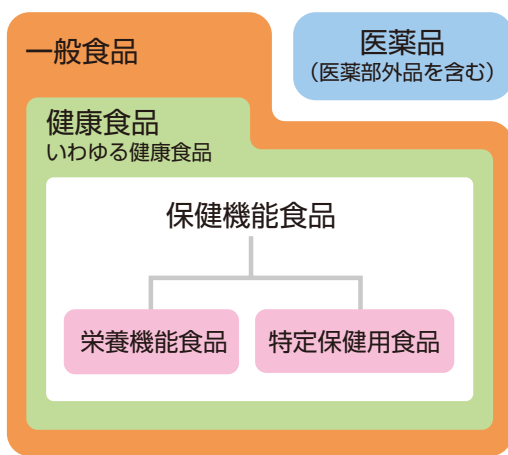 一般食品
医薬品
（医薬部外品を含む）
健康食品
いわゆる健康食品
保健機能食品
栄養機能食品
特定保健用食品